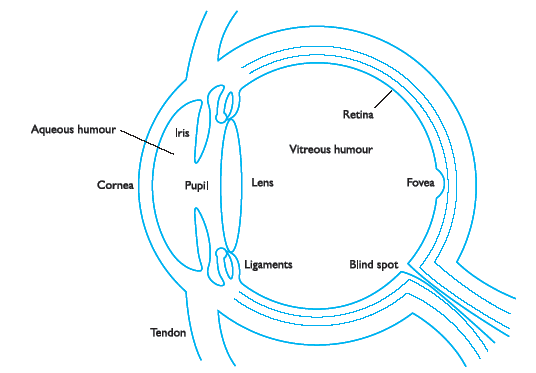 Retina
Aqueous humour
Iris
Vitreous humour
Cornea
Pupil
Lens
Fovea
Ligaments
Blind spot
Tendon